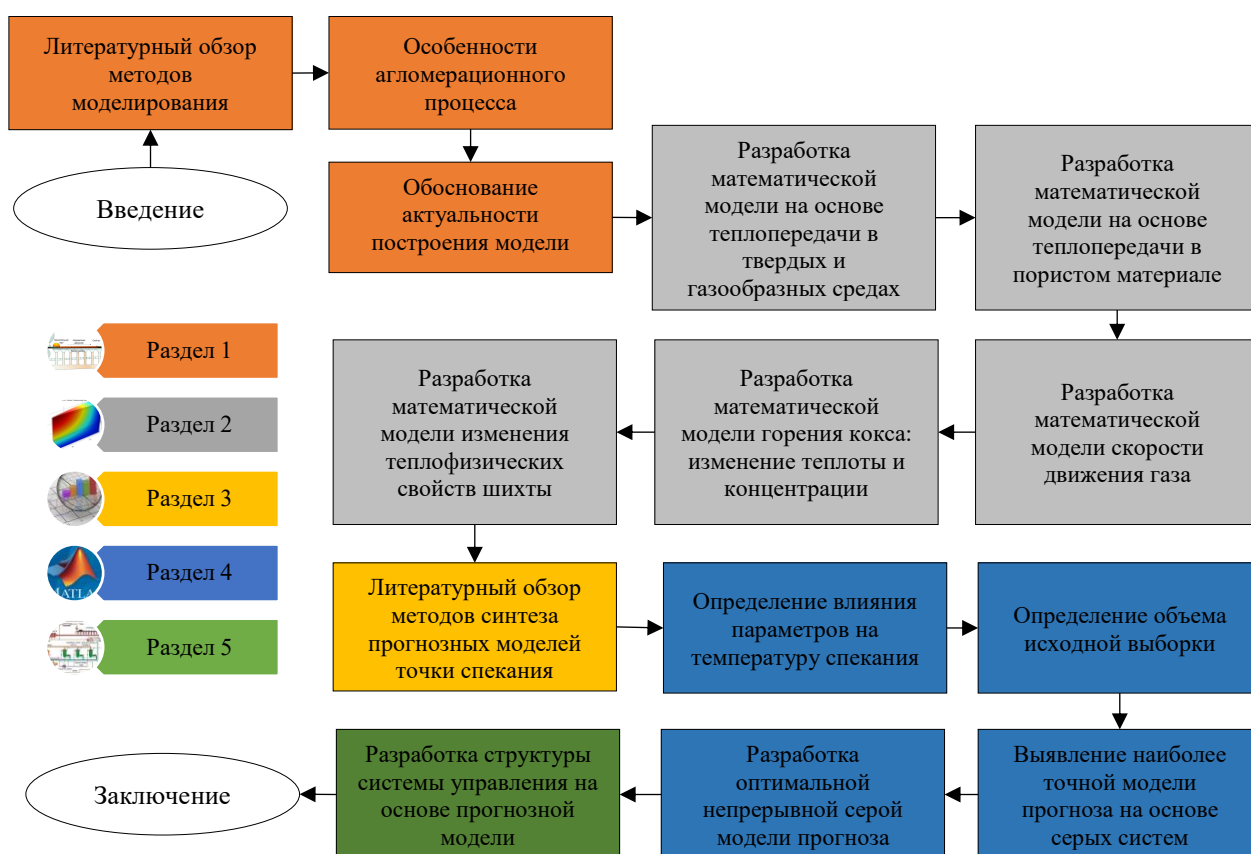 Литературный обзор
методов
моделирования
Особенности
агломерационного
процесса
Введение
Обоснование
актуальности
построения модели
Разработка
математической
модели на основе
теплопередачи в
твердых и
газообразных средах
Разработка
математической
модели на основе
теплопередачи в
пористом материале
Раздел 1
Раздел 2
Раздел 3
MATLA
Раздел 4
Раздел 5
Разработка
математической
модели скорости
движения газа
Разработка
математической
модели горения кокса:
изменение теплоты и
концентрации
Разработка
математической
модели изменения
теплофизических
свойств шихты
Литературный обзор
методов синтеза
прогнозных моделей
точки спекания
Определение влияния
параметров на
температуру спекания
Определение объема
исходной выборки
Выявление наиболее
точной модели
прогноза на основе
серых систем
Разработка
оптимальной
непрерывной серой
модели прогноза
Разработка структуры
системы управления на
основе прогнозной
модели
Заключение